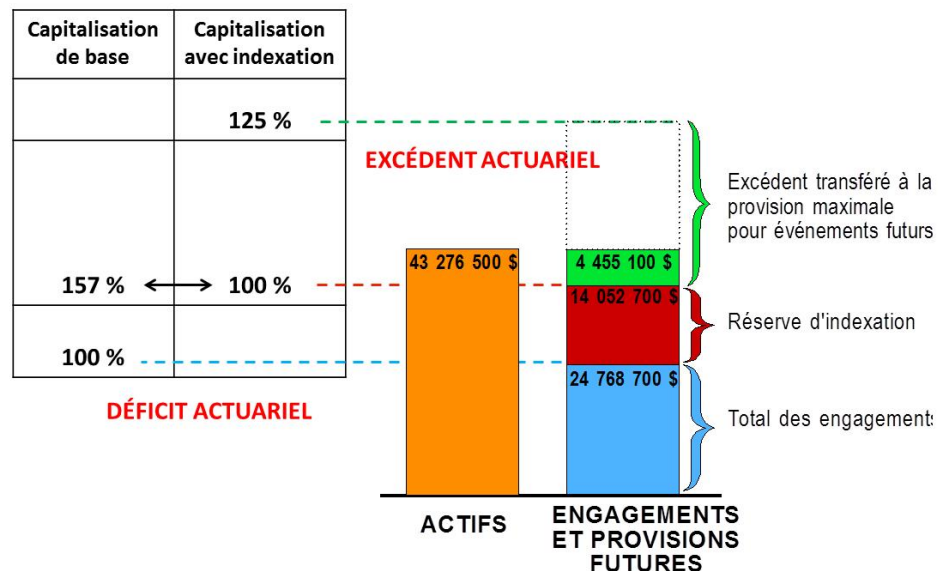 Capitalisation
de base
Capitalisation
avec indexation
125 %
EXCÉDENT ACTUARIEL
Excédent transféré à la
provision maximale
pour événements futurs
43 276 500 $
4 455 100 $
157 %
100 %
14 052 700 $
Réserve d'indexation
100 %
24 768 700 $
DÉFICIT ACTUARIEL
Total des engagements
ACTIFS
ENGAGEMENTS
ET PROVISIONS
FUTURES